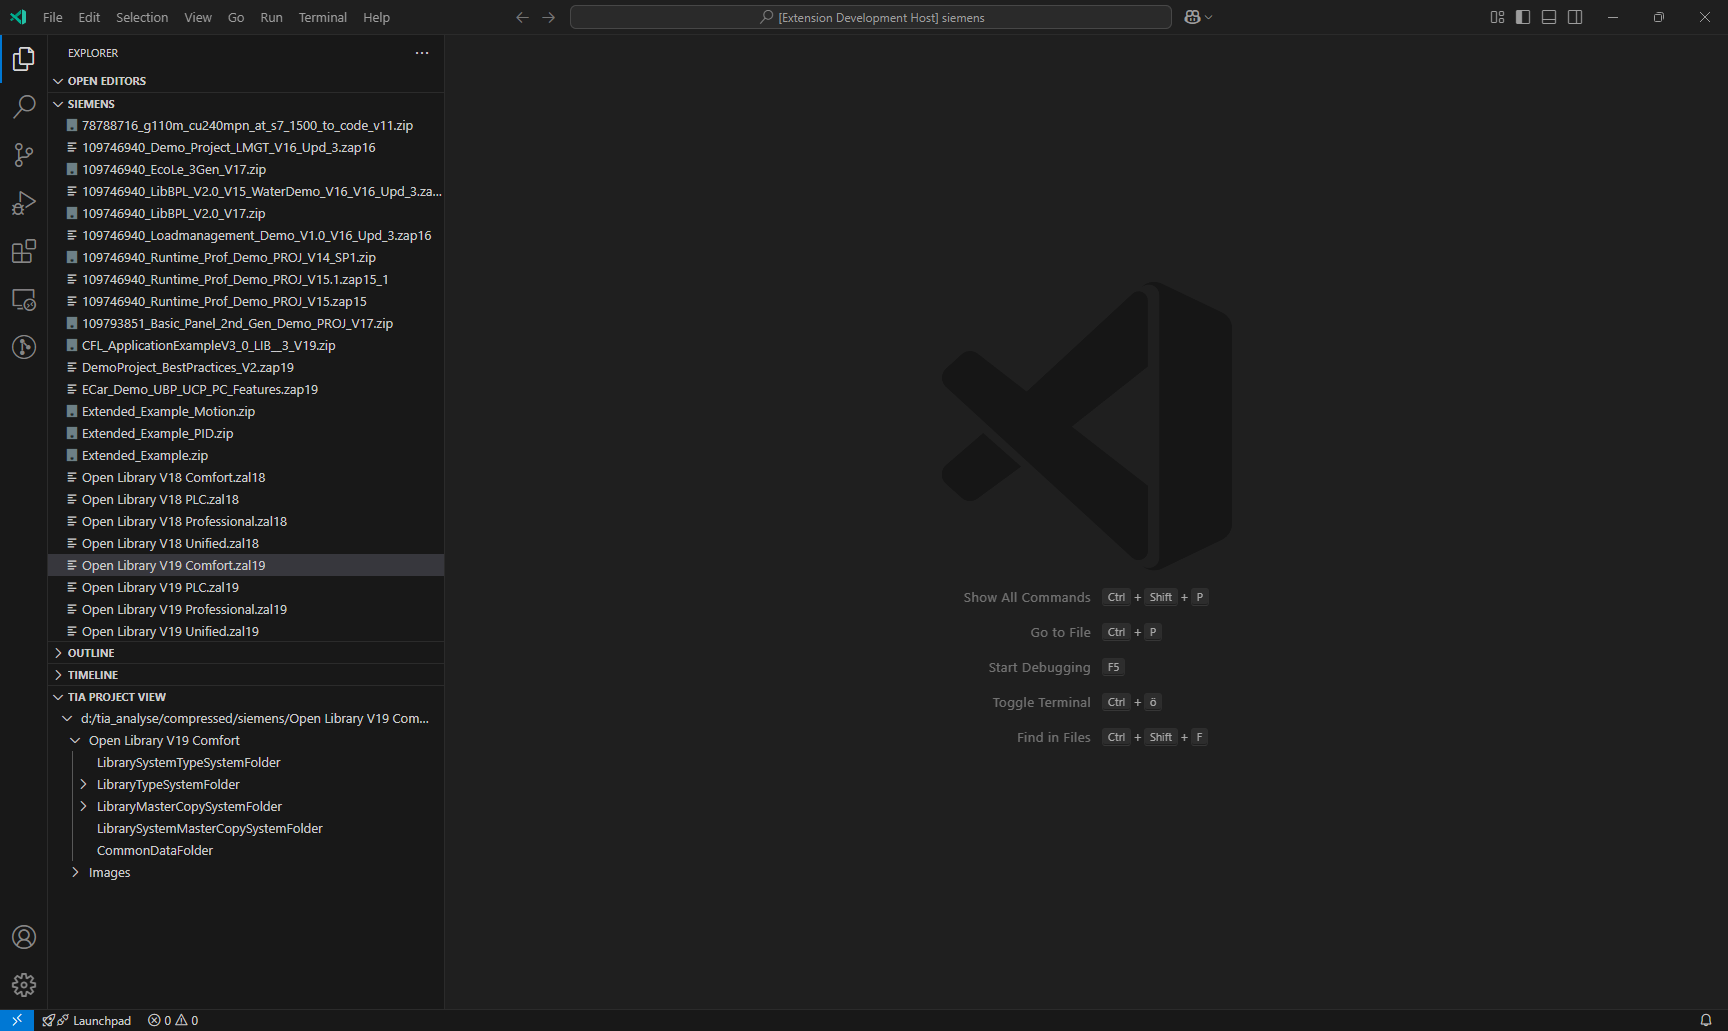 File Edit Selection View Go Run Terminal Help
[Extension Development Host] siemens
EXPLORER
OPEN EDITORS
SIEMENS
78788716_g110m_cu240mpn_at_s7_1500_to_code_v11.zip
109746940_Demo_Project_LMGT_V16_Upd_3.zap16
109746940_EcoLe_3Gen_V17.zip
109746940_LibBPL_V2.0_V15_WaterDemo_V16_V16_Upd_3.za...
109746940_LibBPL_V2.0_V17.zip
109746940_Loadmanagement_Demo_V1.0_V16_Upd_3.zap16
109746940_Runtime_Prof_Demo_PROJ_V14_SP1.zip
109746940_Runtime_Prof_Demo_PROJ_V15.1.zap15_1
109746940_Runtime_Prof_Demo_PROJ_V15.zap15
109793851_Basic_Panel_2nd_Gen_Demo_PROJ_V17.zip
CFL_ApplicationExampleV3_0_LIB__3_V19.zip
DemoProject_BestPractices_V2.zap19
ECar_Demo_UBP_UCP_PC_Features.zap19
Extended_Example_Motion.zip
Extended_Example_PID.zip
Extended_Example.zip
Open Library V18 Comfort.zal18
Open Library V18 PLC.zal18
Open Library V18 Professional.zal18
Open Library V18 Unified.zal18
Open Library V19 Comfort.zal19
Open Library V19 PLC.zal19
Open Library V19 Professional.zal19
Open Library V19 Unified.zal19
OUTLINE
TIMELINE
TIA PROJECT VIEW
d:/tia_analyse/compressed/siemens/Open Library V19 Com...
Open Library V19 Comfort
LibrarySystemTypeSystemFolder
LibraryTypeSystemFolder
LibraryMasterCopySystemFolder
LibrarySystemMasterCopySystemFolder
CommonDataFolder
Images
Show All Commands Ctrl + Shift + P
Go to File Ctrl + P
Start Debugging F5
Toggle Terminal Ctrl + ö
Find in Files Ctrl + Shift + F
Launchpad 0 0